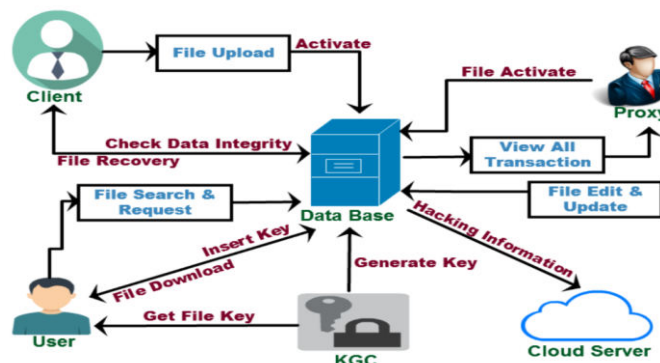 File Upload
Activate
Client
File Activate
Proxy
Check Data Integrity
File Recovery
View All
Transaction
File Search &
Request
Data Base
File Edit &
Update
Insert Key
File Download
Hacking Information
Generate Key
Get File Key
User
KGC
Cloud Server